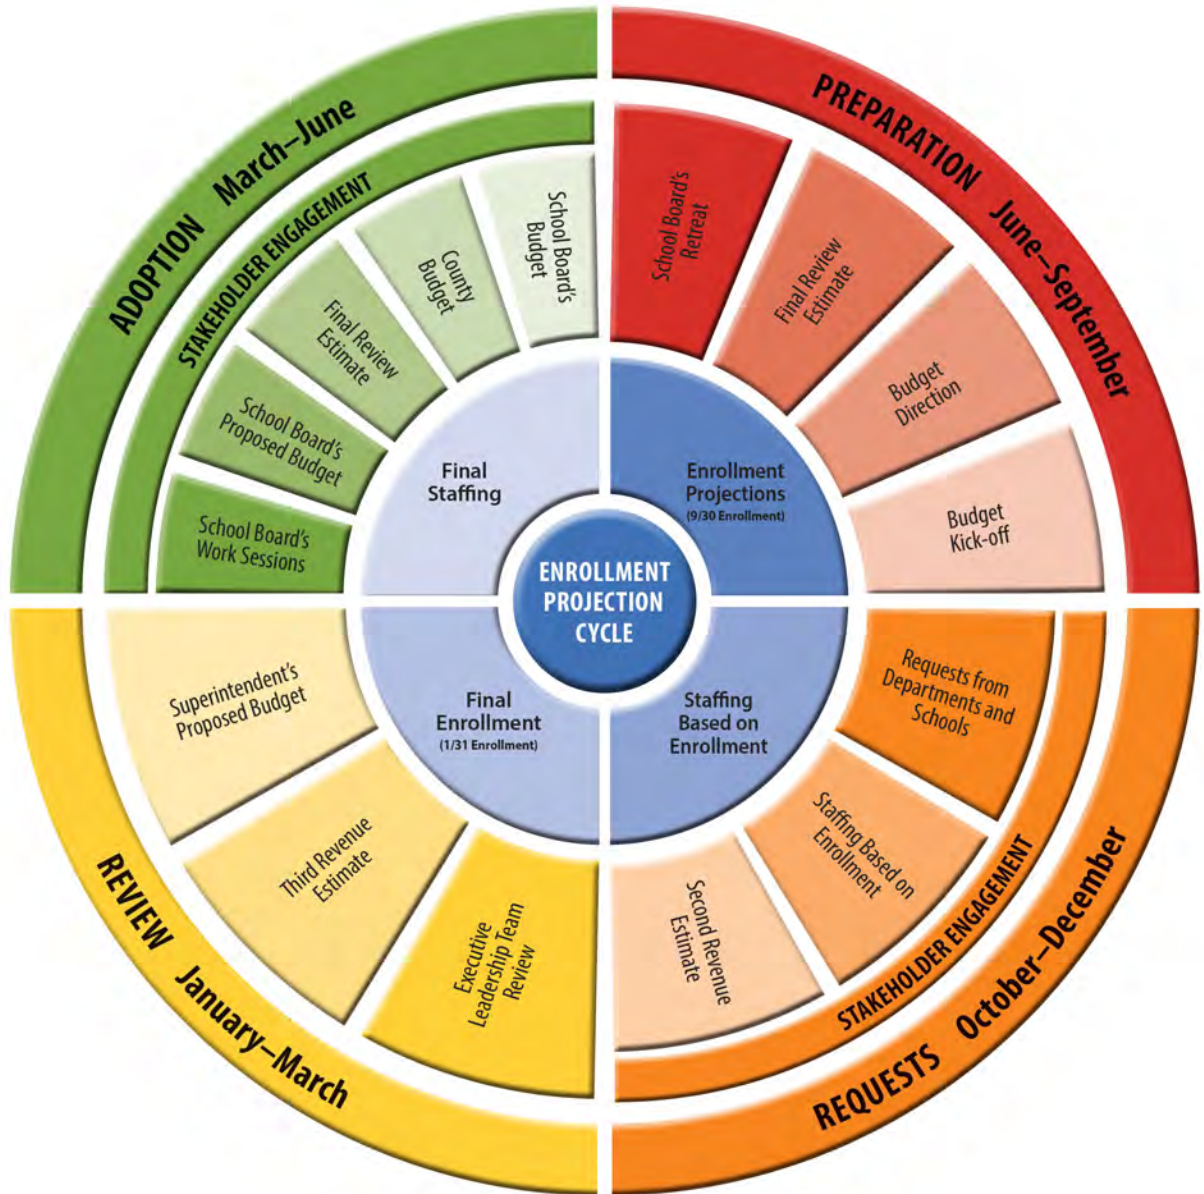 PREPARATION June–September
School Board's
Retreat
Final Review
Estimate
Budget
Direction
Budget
Kick-off
Enrollment
Projections
(9/30 Enrollment)
REQUESTS October–December
STAKEHOLDER ENGAGEMENT
Requests from
Departments and
Schools
Staffing Based on
Enrollment
Second Revenue
Estimate
Staffing
Based on
Enrollment
REVIEW January–March
Executive
Leadership Team
Review
Third Revenue
Estimate
Superintendent's
Proposed Budget
Final
Enrollment
(1/31 Enrollment)
ADOPTION March–June
STAKEHOLDER ENGAGEMENT
School Board's
Work Sessions
School Board's
Proposed Budget
Final Review
Estimate
County
Budget
School Board's
Budget
Final
Staffing
ENROLLMENT
PROJECTION
CYCLE